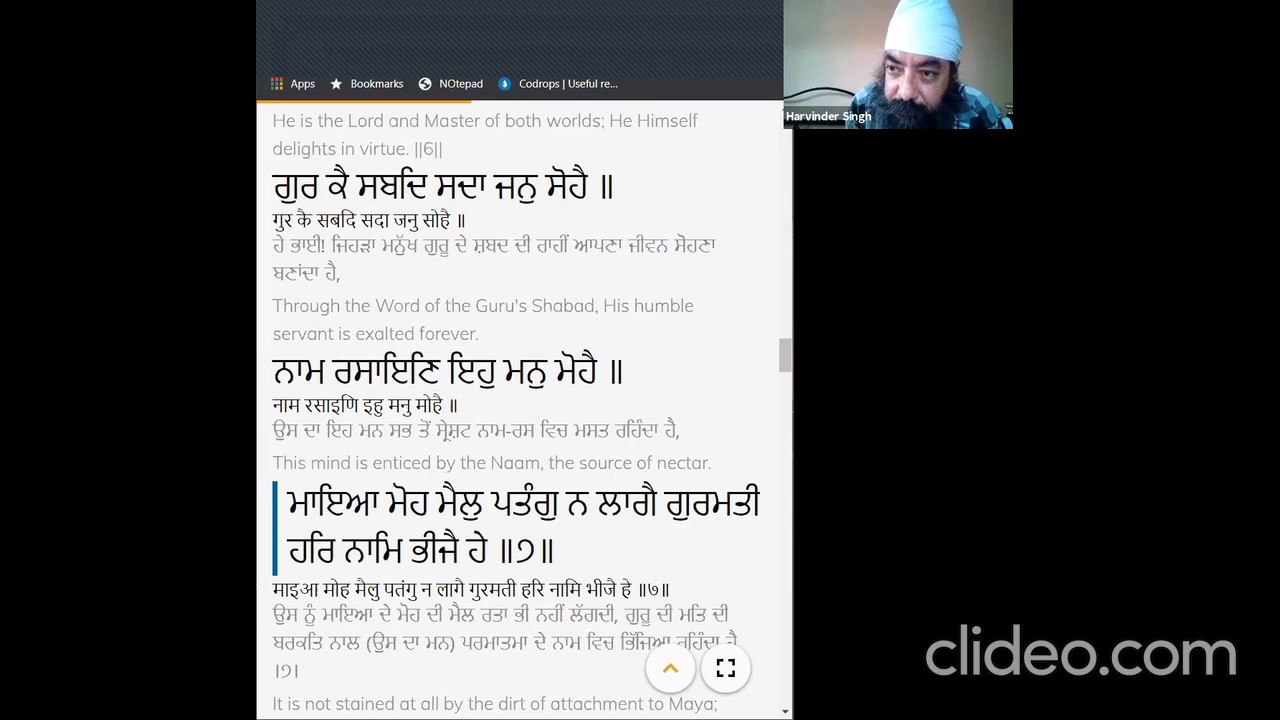 Apps Bookmarks NOtepad Codrops | Useful re...
Harvinder Singh
He is the Lord and Master of both worlds; He Himself
delights in virtue. ||6||
ਗੁਰ ਕੈ ਸਬਦਿ ਸਦਾ ਜਨੁ ਸੋਹੈ ॥
गुर कै सबदि सदा जनु सोहै ॥
ਹੇ ਭਾਈ! ਜਿਹੜਾ ਮਨੁੱਖ ਗੁਰੂ ਦੇ ਸ਼ਬਦ ਦੀ ਰਾਹੀਂ ਆਪਣਾ ਜੀਵਨ ਸੋਹਣਾ
ਬਣਾਂਦਾ ਹੈ,
Through the Word of the Guru's Shabad, His humble
servant is exalted forever.
ਨਾਮ ਰਸਾਇਣਿ ਇਹੁ ਮਨੁ ਮੋਹੈ ॥
नाम रसाइणि इहु मनु मोहै ॥
ਉਸ ਦਾ ਇਹ ਮਨ ਸਭ ਤੋਂ ਸ੍ਰੇਸ਼ਟ ਨਾਮ-ਰਸ ਵਿਚ ਮਸਤ ਰਹਿੰਦਾ ਹੈ,
This mind is enticed by the Naam, the source of nectar.
ਮਾਇਆ ਮੋਹ ਮੈਲੁ ਪਤੰਗੁ ਨ ਲਾਗੈ ਗੁਰਮਤੀ
ਹਰਿ ਨਾਮਿ ਭੀਜੈ ਹੇ ॥੭॥
माइआ मोह मैलु पतंगु न लागै गुरमती हरि नामि भीजै हे ॥७॥
ਉਸ ਨੂੰ ਮਾਇਆ ਦੇ ਮੋਹ ਦੀ ਮੈਲ ਰਤਾ ਭੀ ਨਹੀਂ ਲੱਗਦੀ, ਗੁਰੂ ਦੀ ਮਤਿ ਦੀ
ਬਰਕਤਿ ਨਾਲ (ਉਸ ਦਾ ਮਨ) ਪਰਮਾਤਮਾ ਦੇ ਨਾਮ ਵਿਚ ਭਿੱਜਿਆ ਰਹਿੰਦਾ ਹੈ
।੭।
It is not stained at all by the dirt of attachment to Maya;
clideo.com